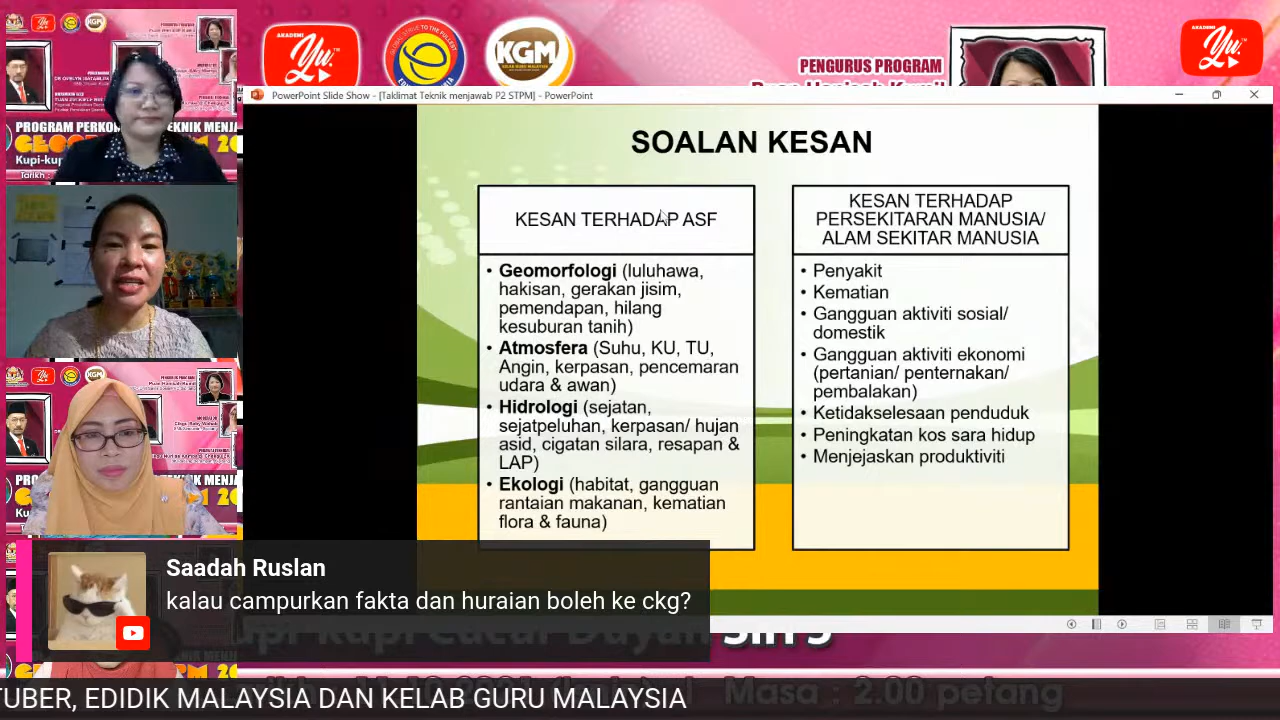 AKADEMI
Yu
KGM
PENGURUS PROGRAM
AKADEMI
Yu
PowerPoint Slide Show - [Taklimat Teknik menjawab P2 STPM] - PowerPoint
SOALAN KESAN
KESAN TERHADAP ASF
• Geomorfologi (luluhawa,
hakisan, gerakan jisim,
pemendapan, hilang
kesuburan tanih)
• Atmosfera (Suhu, KU, TU,
Angin, kerpasan, pencemaran
udara & awan)
• Hidrologi (sejatan,
sejatpeluhan, kerpasan/ hujan
asid, cigatan silara, resapan &
LAP)
• Ekologi (habitat, gangguan
rantaian makanan, kematian
flora & fauna)
KESAN TERHADAP
PERSEKITARAN MANUSIA/
ALAM SEKITAR MANUSIA
• Penyakit
• Kematian
• Gangguan aktiviti sosial/
domestik
• Gangguan aktiviti ekonomi
(pertanian/ penternakan/
pembalakan)
• Ketidakselesaan penduduk
• Peningkatan kos sara hidup
• Menjejaskan produktiviti
Saadah Ruslan
kalau campurkan fakta dan huraian boleh ke ckg?
TUBER, EDIDIK MALAYSIA DAN KELAB GURU MALAYSIA
Masa : 2.00 petang